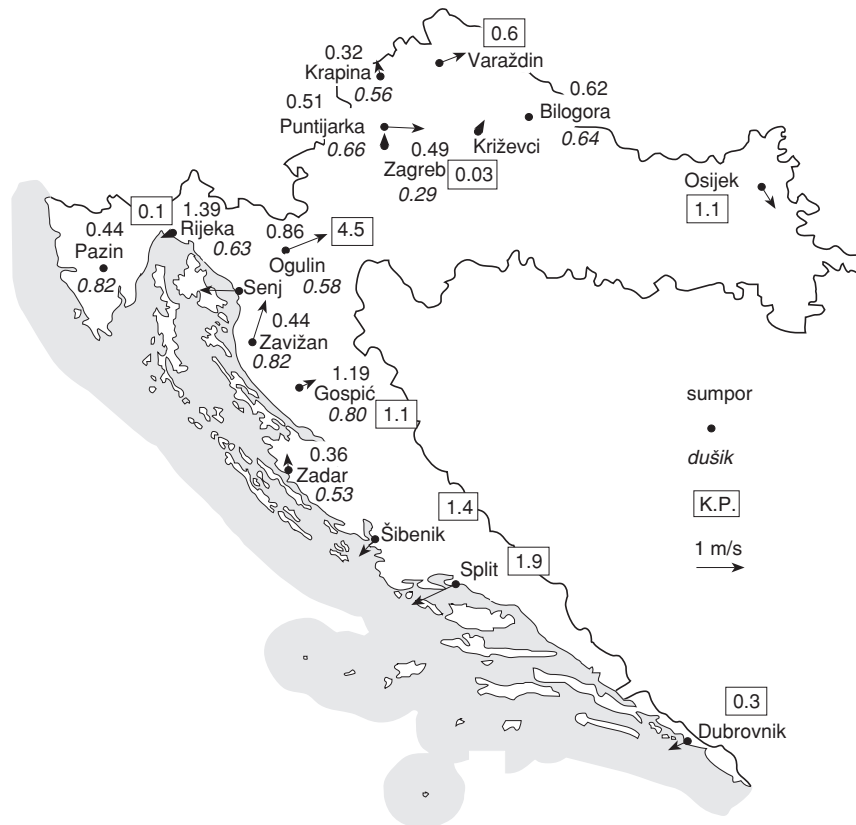 0.6
0.32
Varaždin
Krapina
0.56
0.62
0.51
Bilogora
Puntijarka
Križevci
0.64
0.66
0.49
Zagreb
0.03
0.29
Osijek
1.1
0.1
1.39
0.44
Rijeka
0.86
4.5
Pazin
0.63
Ogulin
0.82
0.58
Senj
0.44
Zavižan
0.82
1.19
Gospić
0.80
1.1
sumpor
dušik
0.36
Zadar
0.53
K.P.
1.4
Šibenik
1 m/s
1.9
Split
0.3
Dubrovnik